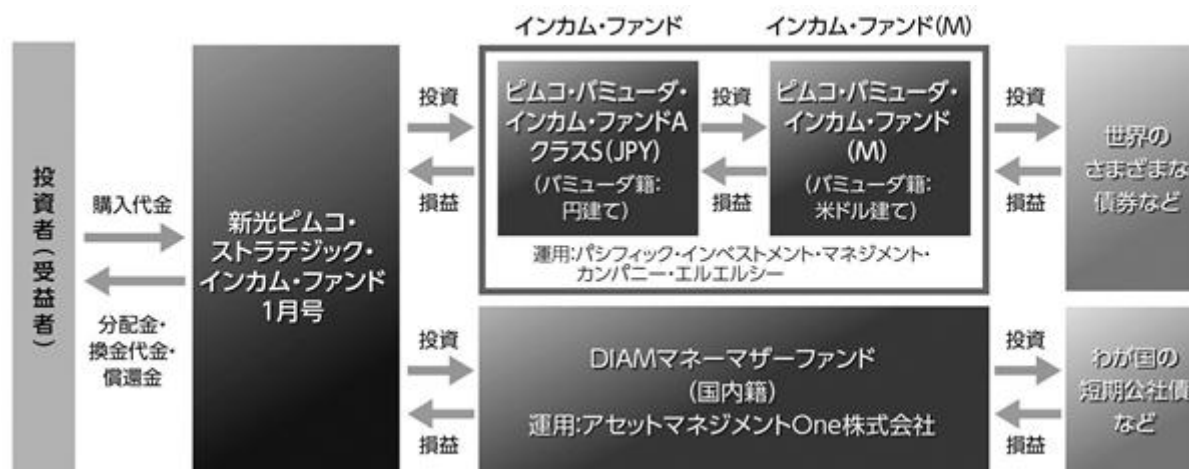 投資者(受益者)
購入代金
分配金・
換金代金・
償還金
新光ピムコ・
ストラテジック・
インカム・ファンド
1月号
投資
損益
インカム・ファンド
ピムコ・バミューダ・
インカム・ファンドA
クラスS(JPY)
(バミューダ籍:
円建て)
投資
損益
インカム・ファンド(M)
ピムコ・バミューダ・
インカム・ファンド
(M)
(バミューダ籍:
米ドル建て)
運用:パシフィック・インベストメント・マネジメント・
カンパニー・エルエルシー
投資
損益
世界の
さまざまな
債券など
投資
損益
DIAMマネーマザーファンド
(国内籍)
運用:アセットマネジメントOne株式会社
投資
損益
わが国の
短期公社債
など